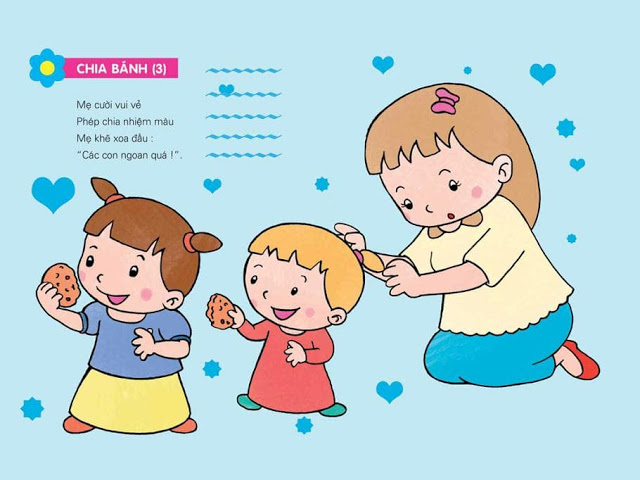 CHIA BÁNH (3)
Mẹ cười vui vẻ
Phép chia nhiệm màu
Mẹ khẽ xoa đầu :
“Các con ngoan quá !”.